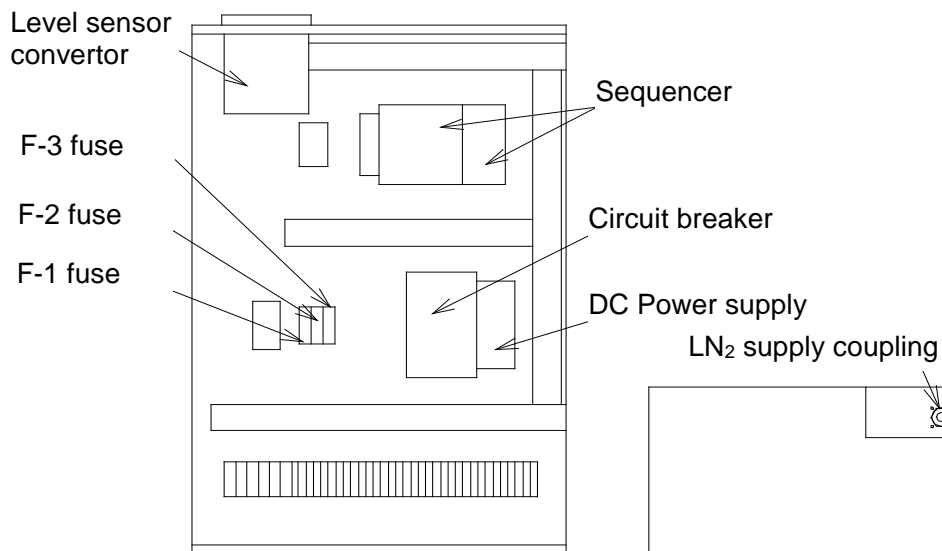 Level sensor
convertor
Sequencer
F-3 fuse
F-2 fuse
Circuit breaker
F-1 fuse
DC Power supply
LN₂ supply coupling